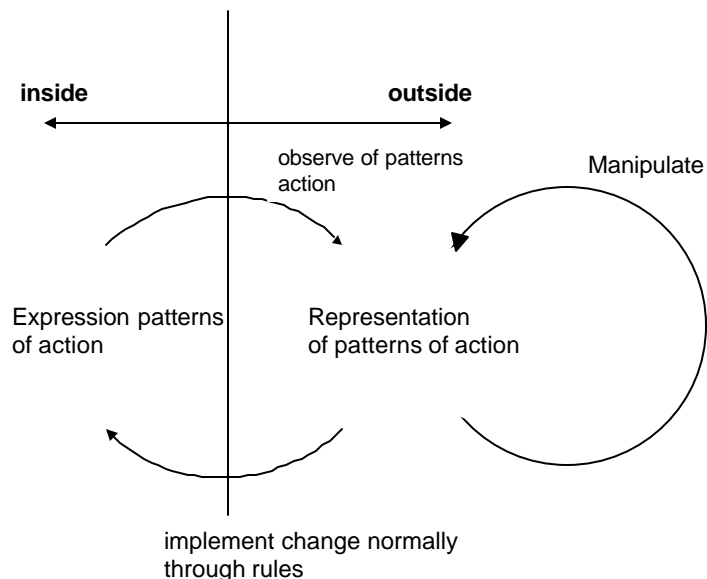 inside
outside
observe of patterns
action
Manipulate
Expression patterns
of action
Representation
of patterns of action
implement change normally
through rules